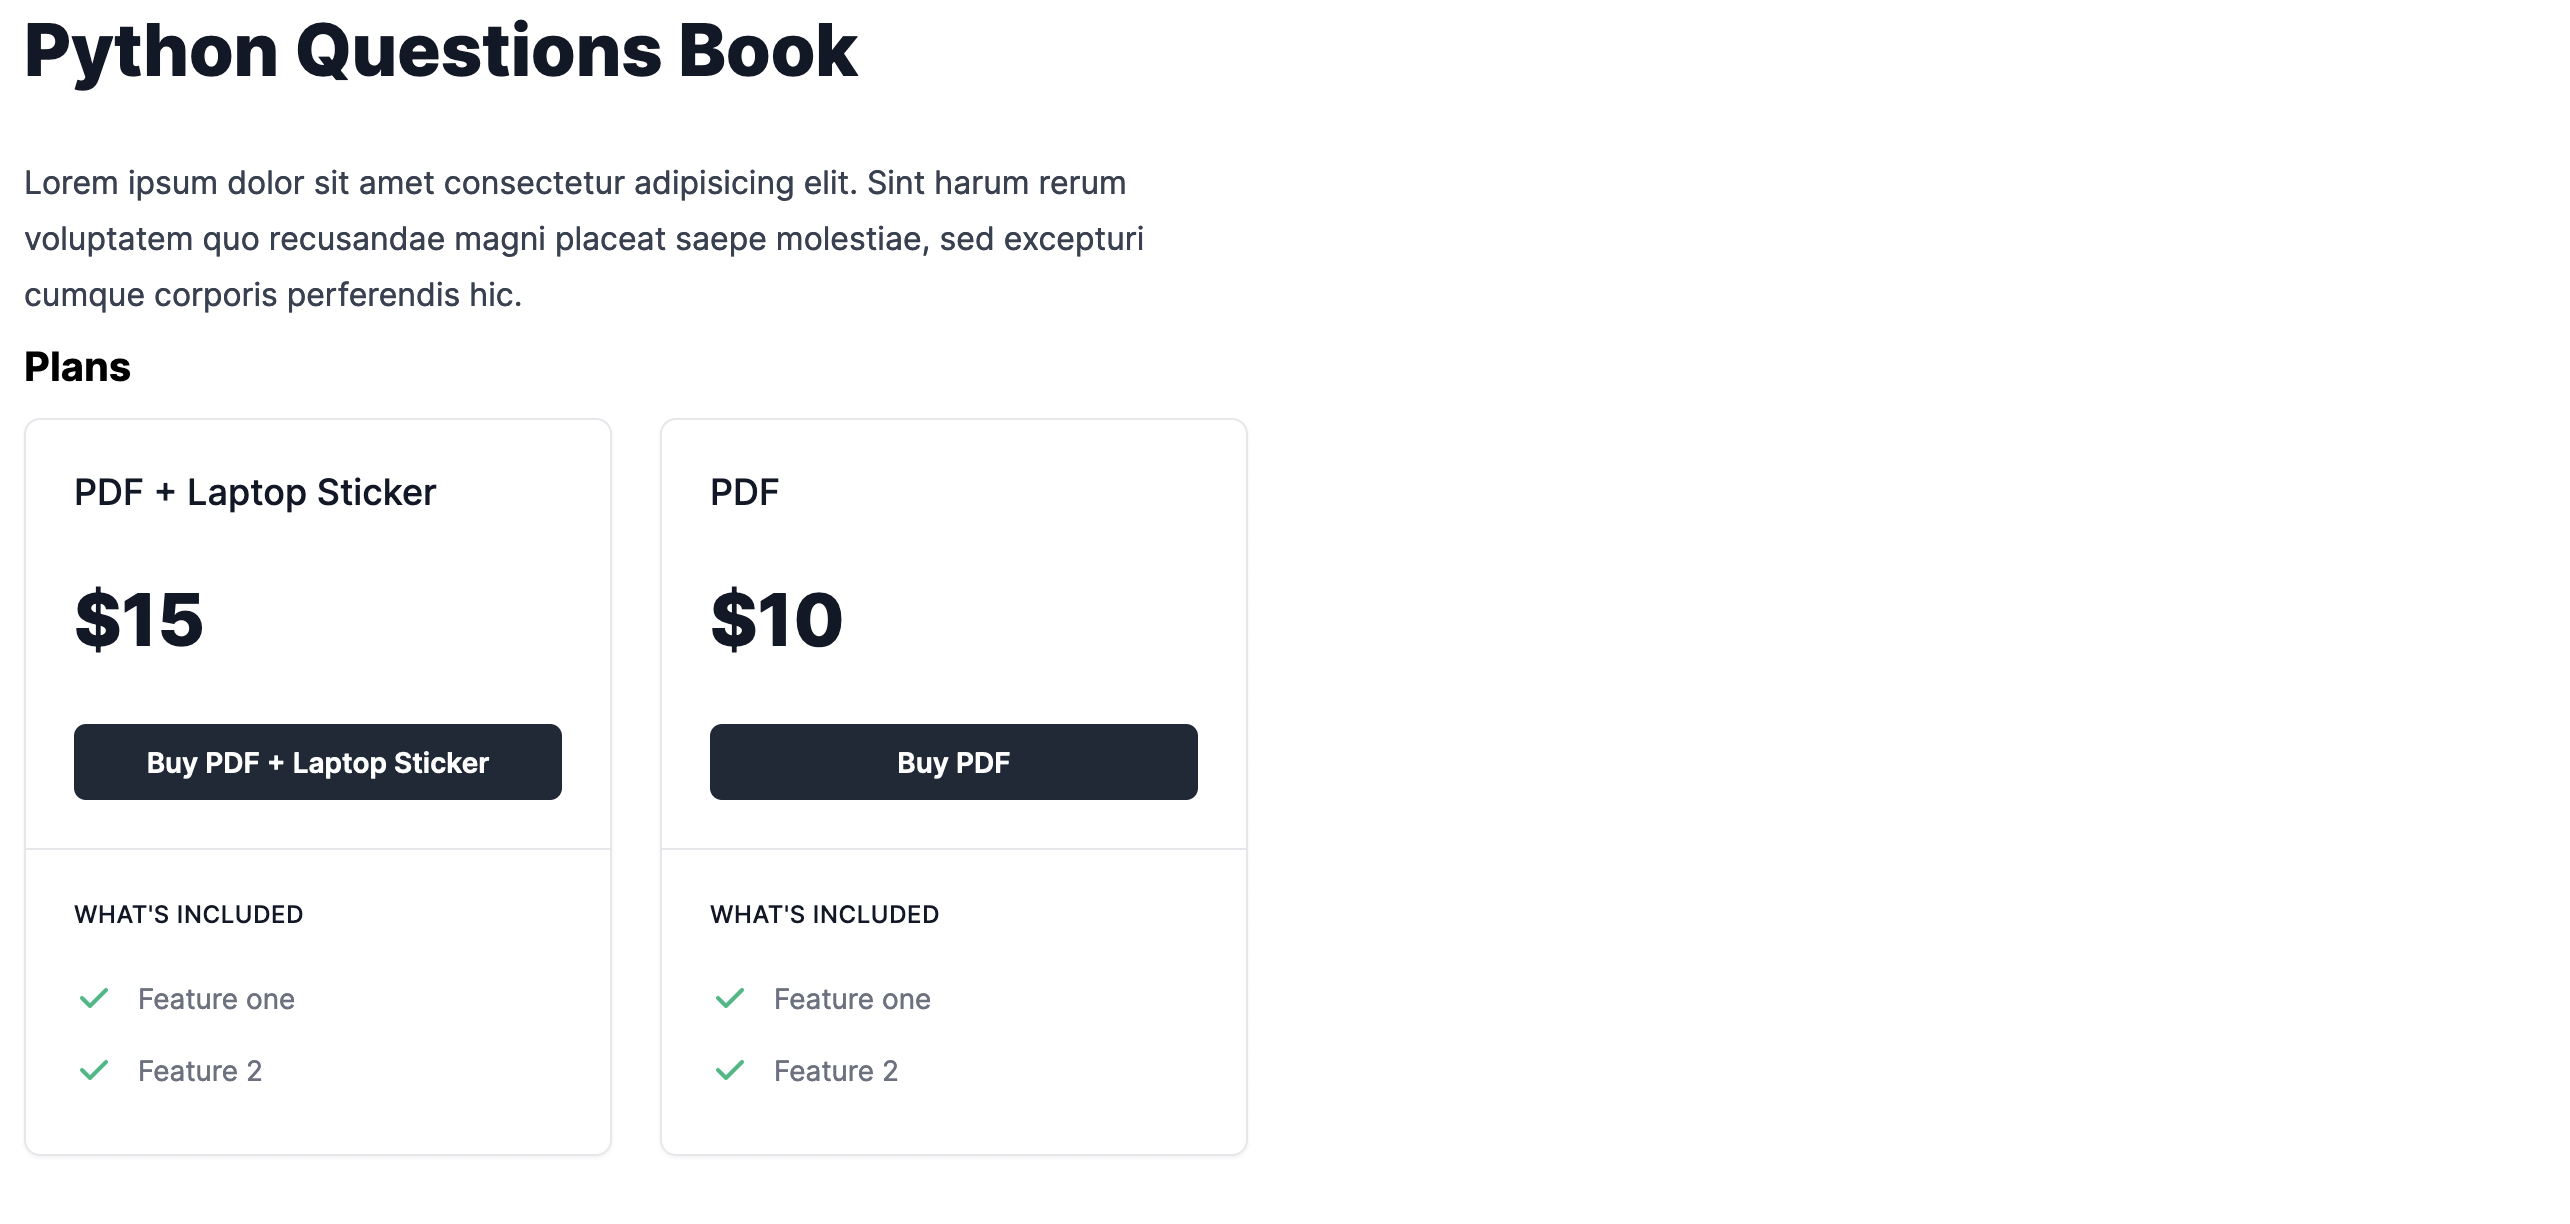 Python Questions Book
Lorem ipsum dolor sit amet consectetur adipisicing elit. Sint harum rerum
voluptatem quo recusandae magni placeat saepe molestiae, sed excepturi
cumque corporis perferendis hic.
Plans
PDF + Laptop Sticker
$15
Buy PDF + Laptop Sticker
WHAT'S INCLUDED
Feature one
Feature 2
PDF
$10
Buy PDF
WHAT'S INCLUDED
Feature one
Feature 2